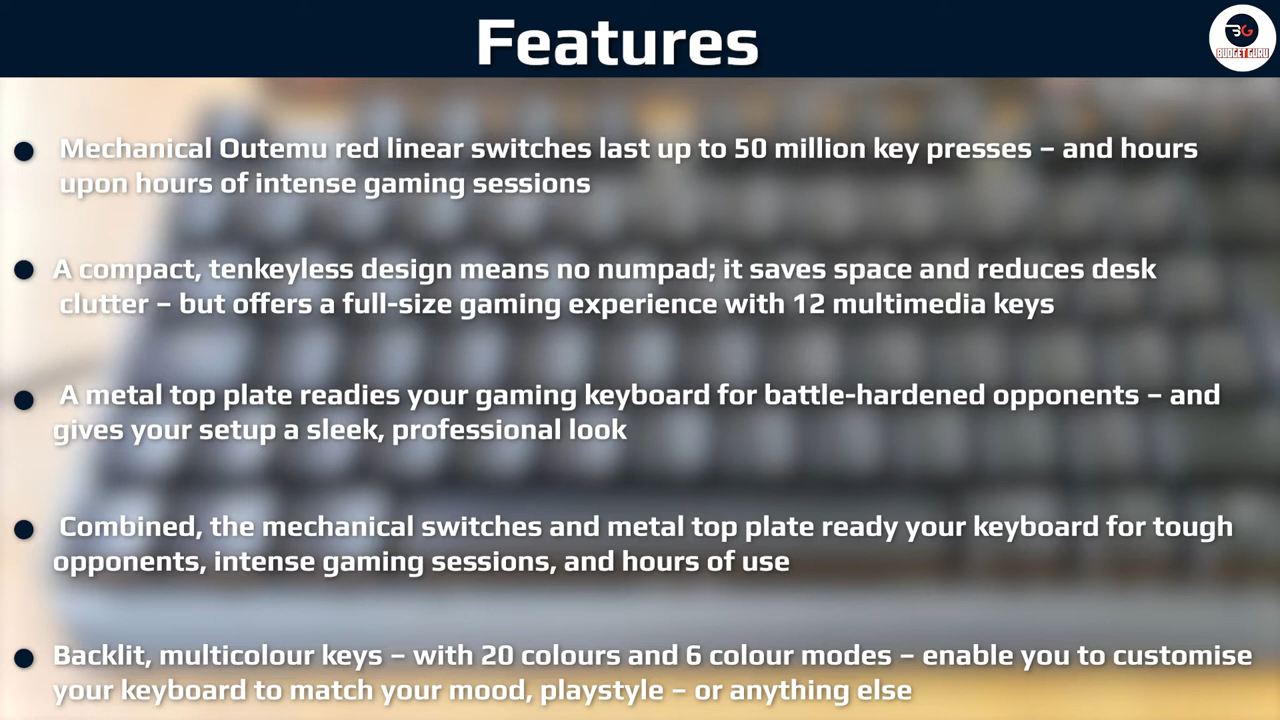 Features
BG
BUDGET GURU
Mechanical Outemu red linear switches last up to 50 million key presses – and hours
upon hours of intense gaming sessions
A compact, tenkeyless design means no numpad; it saves space and reduces desk
clutter – but offers a full-size gaming experience with 12 multimedia keys
A metal top plate readies your gaming keyboard for battle-hardened opponents – and
gives your setup a sleek, professional look
Combined, the mechanical switches and metal top plate ready your keyboard for tough
opponents, intense gaming sessions, and hours of use
Backlit, multicolour keys – with 20 colours and 6 colour modes – enable you to customise
your keyboard to match your mood, playstyle – or anything else